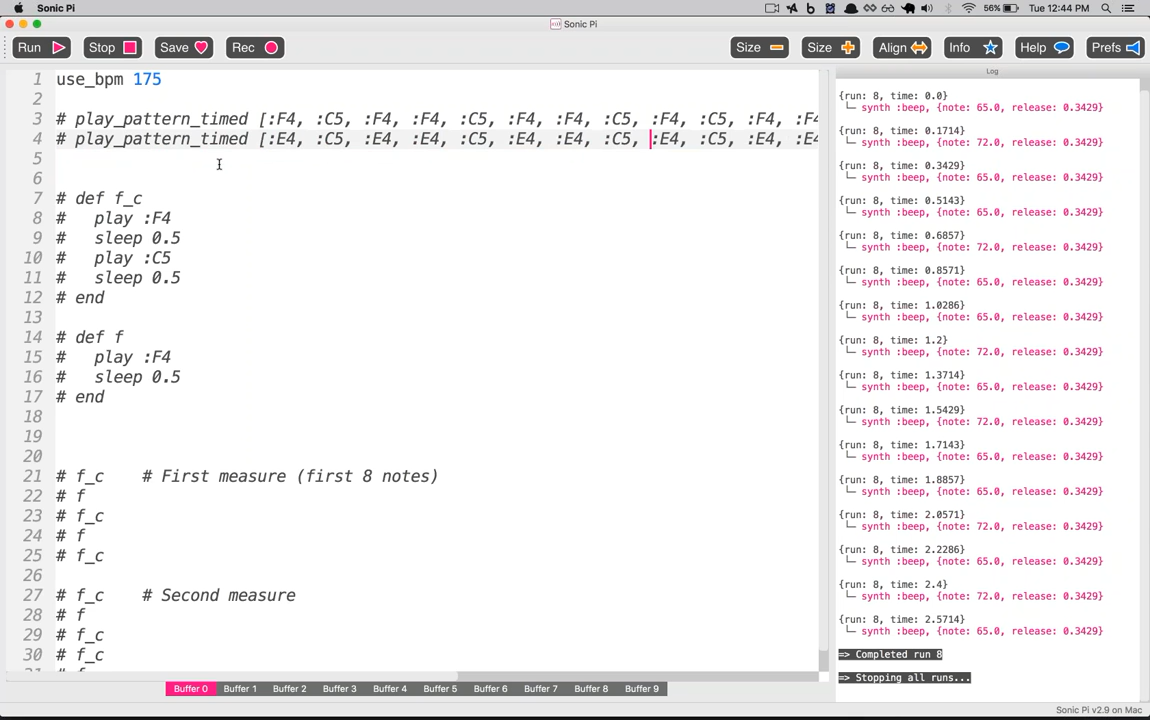 Sonic Pi
56%
Tue 12:44 PM
Sonic Pi
Run
Stop
Save
Rec
Size
Size
Align
Info
Help
Prefs
1 use_bpm 175
2
3 # play_pattern_timed [:F4, :C5, :F4, :F4, :C5, :F4, :F4, :C5, :F4, :C5, :F4, :F4
4 # play_pattern_timed [:E4, :C5, :E4, :E4, :C5, :E4, :E4, :C5, :E4, :C5, :E4, :E4
5
6
7 # def f_c
8 # play :F4
9 # sleep 0.5
10 # play :C5
11 # sleep 0.5
12 # end
13
14 # def f
15 # play :F4
16 # sleep 0.5
17 # end
18
19
20
21 # f_c # First measure (first 8 notes)
22 # f
23 # f_c
24 # f
25 # f_c
26
27 # f_c # Second measure
28 # f
29 # f_c
30 # f_c
31 # f
Buffer 0
Buffer 1
Buffer 2
Buffer 3
Buffer 4
Buffer 5
Buffer 6
Buffer 7
Buffer 8
Buffer 9
Log
{run: 8, time: 0.0}
└─ synth :beep, {note: 65.0, release: 0.3429}
{run: 8, time: 0.1714}
└─ synth :beep, {note: 72.0, release: 0.3429}
{run: 8, time: 0.3429}
└─ synth :beep, {note: 65.0, release: 0.3429}
{run: 8, time: 0.5143}
└─ synth :beep, {note: 65.0, release: 0.3429}
{run: 8, time: 0.6857}
└─ synth :beep, {note: 72.0, release: 0.3429}
{run: 8, time: 0.8571}
└─ synth :beep, {note: 65.0, release: 0.3429}
{run: 8, time: 1.0286}
└─ synth :beep, {note: 65.0, release: 0.3429}
{run: 8, time: 1.2}
└─ synth :beep, {note: 72.0, release: 0.3429}
{run: 8, time: 1.3714}
└─ synth :beep, {note: 65.0, release: 0.3429}
{run: 8, time: 1.5429}
└─ synth :beep, {note: 72.0, release: 0.3429}
{run: 8, time: 1.7143}
└─ synth :beep, {note: 65.0, release: 0.3429}
{run: 8, time: 1.8857}
└─ synth :beep, {note: 65.0, release: 0.3429}
{run: 8, time: 2.0571}
└─ synth :beep, {note: 72.0, release: 0.3429}
{run: 8, time: 2.2286}
└─ synth :beep, {note: 65.0, release: 0.3429}
{run: 8, time: 2.4}
└─ synth :beep, {note: 72.0, release: 0.3429}
{run: 8, time: 2.5714}
└─ synth :beep, {note: 65.0, release: 0.3429}
=> Completed run 8
=> Stopping all runs...
Sonic Pi v2.9 on Mac